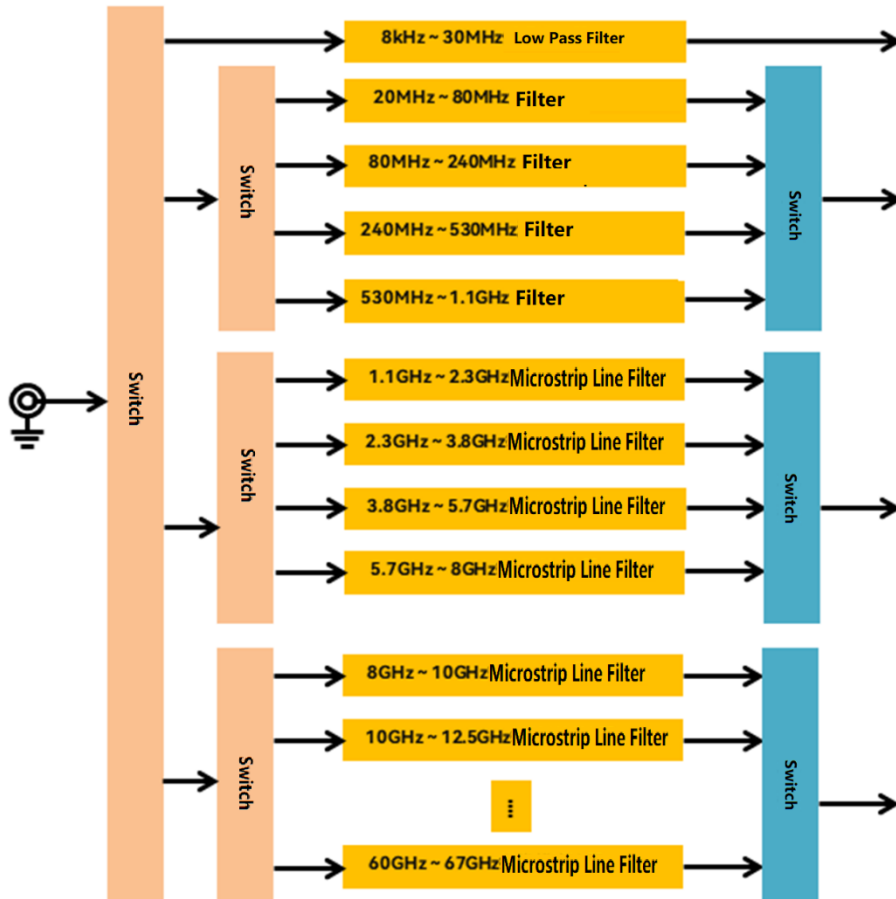 8kHz ~ 30MHz Low Pass Filter
20MHz ~ 80MHz Filter
80MHz ~ 240MHz Filter
240MHz ~ 530MHz Filter
530MHz ~ 1.1GHz Filter
Switch
Switch
Switch
1.1GHz ~ 2.3GHz Microstrip Line Filter
2.3GHz ~ 3.8GHz Microstrip Line Filter
3.8GHz ~ 5.7GHz Microstrip Line Filter
5.7GHz ~ 8GHz Microstrip Line Filter
Switch
Switch
8GHz ~ 10GHz Microstrip Line Filter
10GHz ~ 12.5GHz Microstrip Line Filter
⁞
60GHz ~ 67GHz Microstrip Line Filter
Switch
Switch